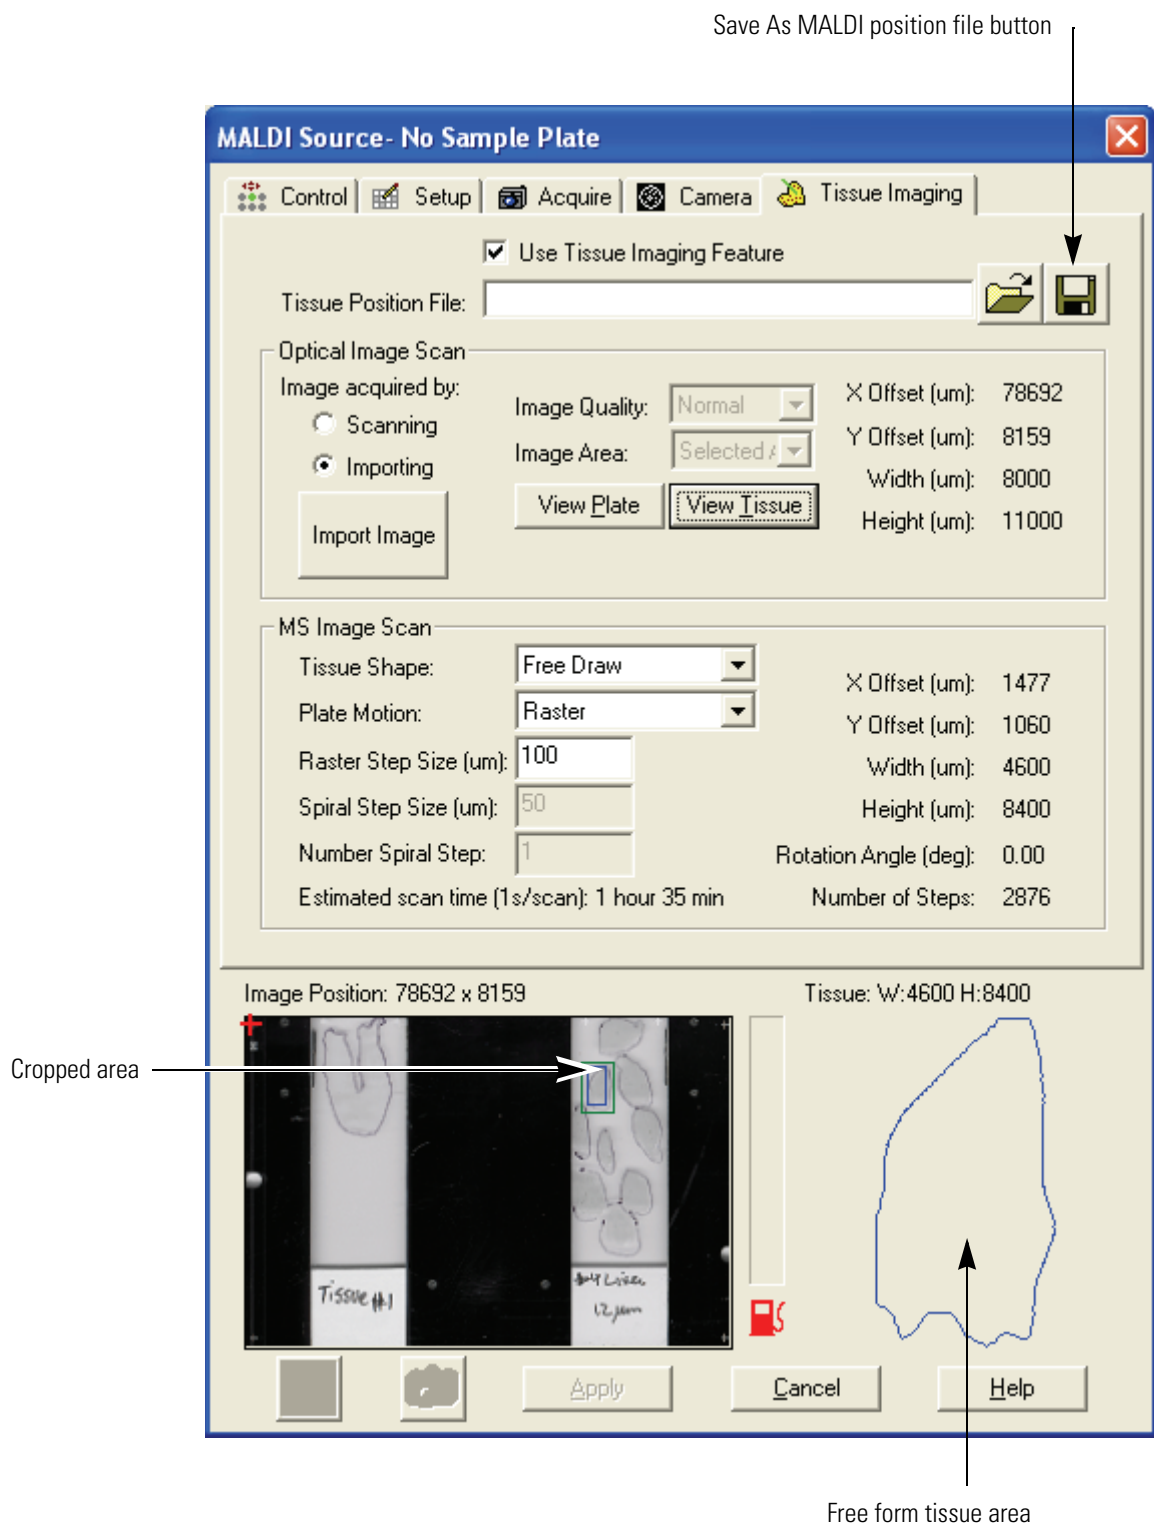 Save As MALDI position file button
MALDI Source- No Sample Plate
Control Setup Acquire Camera Tissue Imaging
Use Tissue Imaging Feature
Tissue Position File:
Optical Image Scan
Image acquired by:
Scanning
Importing
Import Image
Image Quality: Normal
Image Area: Selected A
View Plate View Tissue
X Offset (um): 78692
Y Offset (um): 8159
Width (um): 8000
Height (um): 11000
MS Image Scan
Tissue Shape: Free Draw
Plate Motion: Raster
Raster Step Size (um): 100
Spiral Step Size (um): 50
Number Spiral Step: 1
Estimated scan time (1s/scan): 1 hour 35 min
X Offset (um): 1477
Y Offset (um): 1060
Width (um): 4600
Height (um): 8400
Rotation Angle (deg): 0.00
Number of Steps: 2876
Image Position: 78692 x 8159
Tissue: W:4600 H:8400
Cropped area
Tissue #1
Liver
12 µm
Apply Cancel Help
Free form tissue area